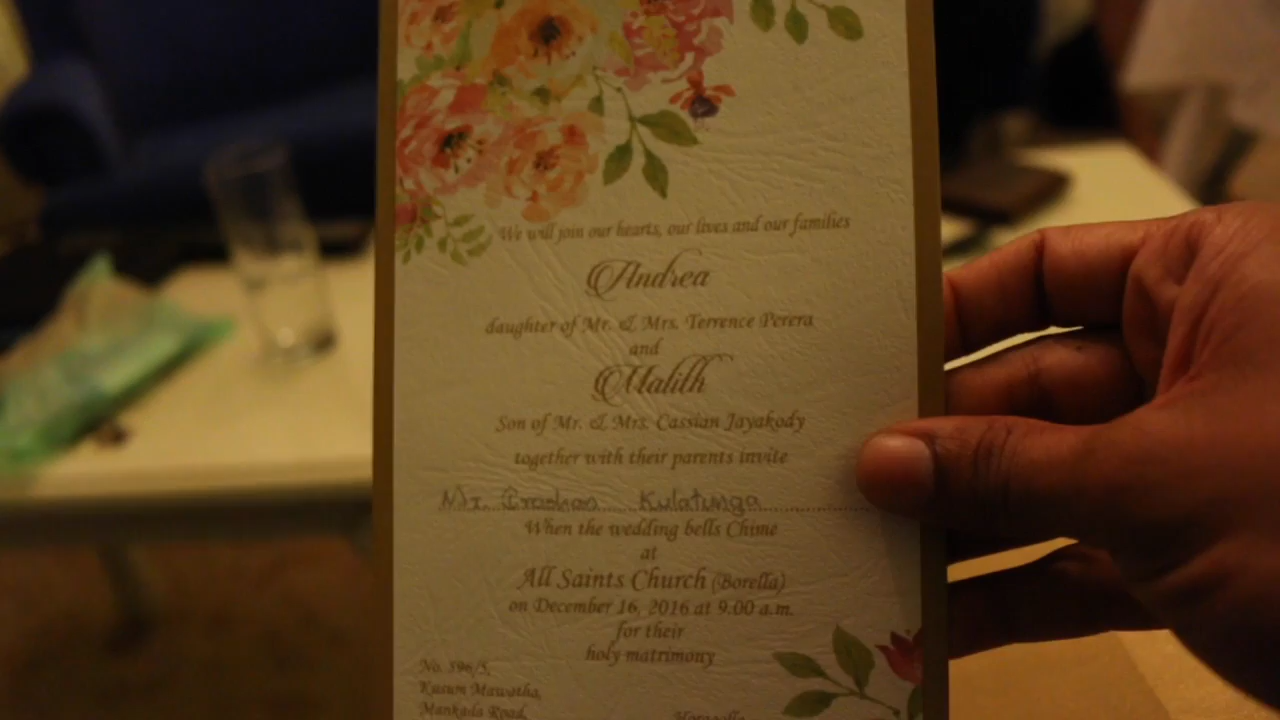 We will join our hearts, our lives and our families
Andrea
daughter of Mr. & Mrs. Terrence Perera
and
Malith
Son of Mr. & Mrs. Cassian Jayakody
together with their parents invite
Mr. Kulatunga
When the wedding bells Chime
at
All Saints Church (Borella)
on December 16, 2016 at 9.00 a.m.
for their
holy matrimony
No. 596/5,
Kusum Mawatha,
Mankada Road,